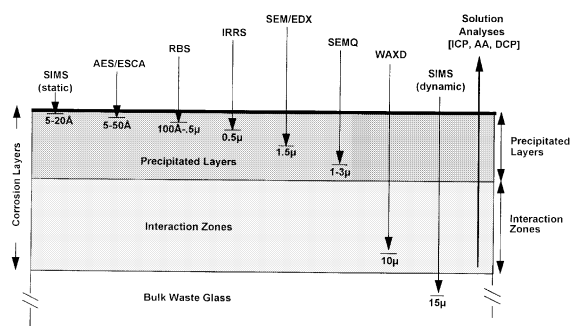 Solution
Analyses
[ICP, AA, DCP]
SEM/EDX
IRRS
RBS
SEMQ
WAXD
AES/ESCA
SIMS
(static)
SIMS
(dynamic)
5-20Å
5-50Å
100Å-.5µ
0.5µ
1.5µ
1-3µ
Precipitated Layers
Precipitated
Layers
Corrosion Layers
Interaction Zones
Interaction
Zones
10µ
Bulk Waste Glass
15µ